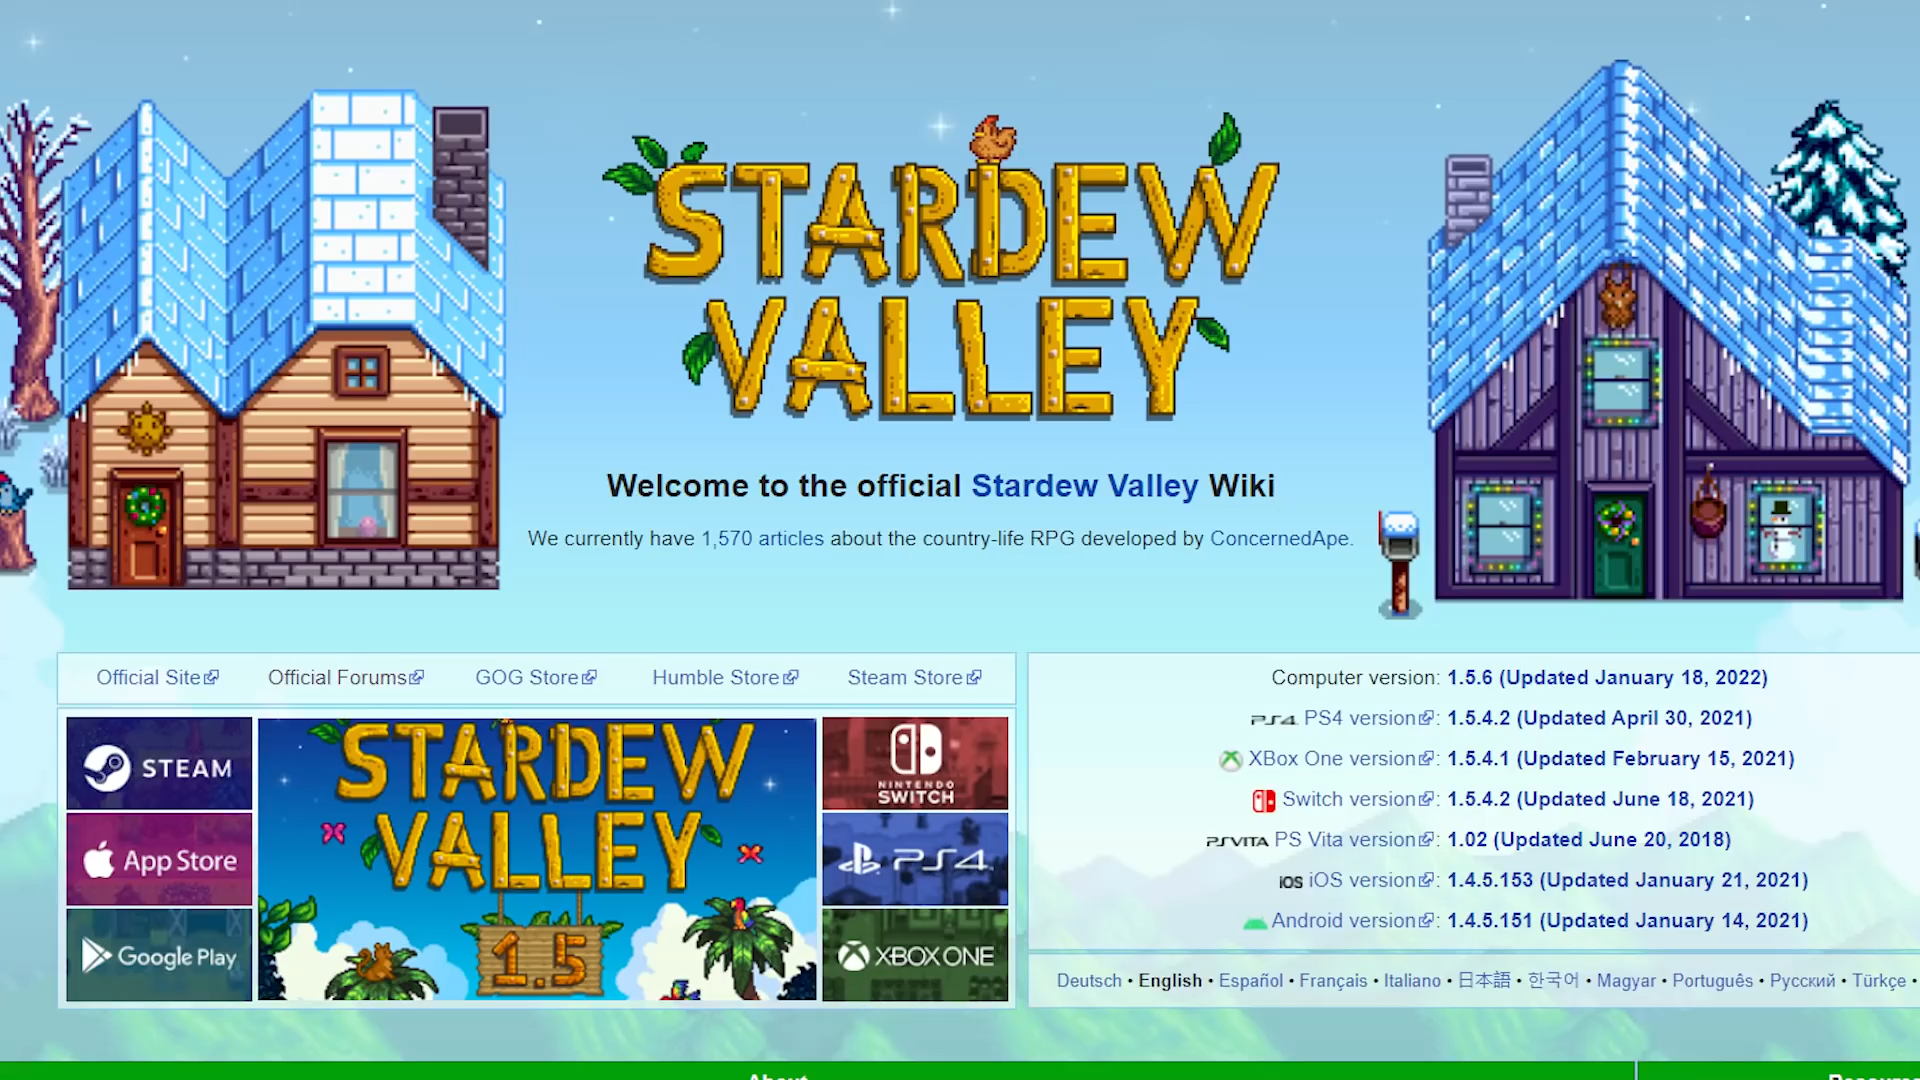 STARDEW
VALLEY
Welcome to the official Stardew Valley Wiki
We currently have 1,570 articles about the country-life RPG developed by ConcernedApe.
Official Site
Official Forums
GOG Store
Humble Store
Steam Store
STEAM
App Store
Google Play
STARDEW
VALLEY
1.5
NINTENDO
SWITCH
PS4
XBOX ONE
Computer version: 1.5.6 (Updated January 18, 2022)
PS4 PS4 version: 1.5.4.2 (Updated April 30, 2021)
XBox One version: 1.5.4.1 (Updated February 15, 2021)
Switch version: 1.5.4.2 (Updated June 18, 2021)
PSVITA PS Vita version: 1.02 (Updated June 20, 2018)
iOS iOS version: 1.4.5.153 (Updated January 21, 2021)
Android version: 1.4.5.151 (Updated January 14, 2021)
Deutsch • English • Español • Français • Italiano • 日本語 • 한국어 • Magyar • Português • Русский • Türkçe •
About